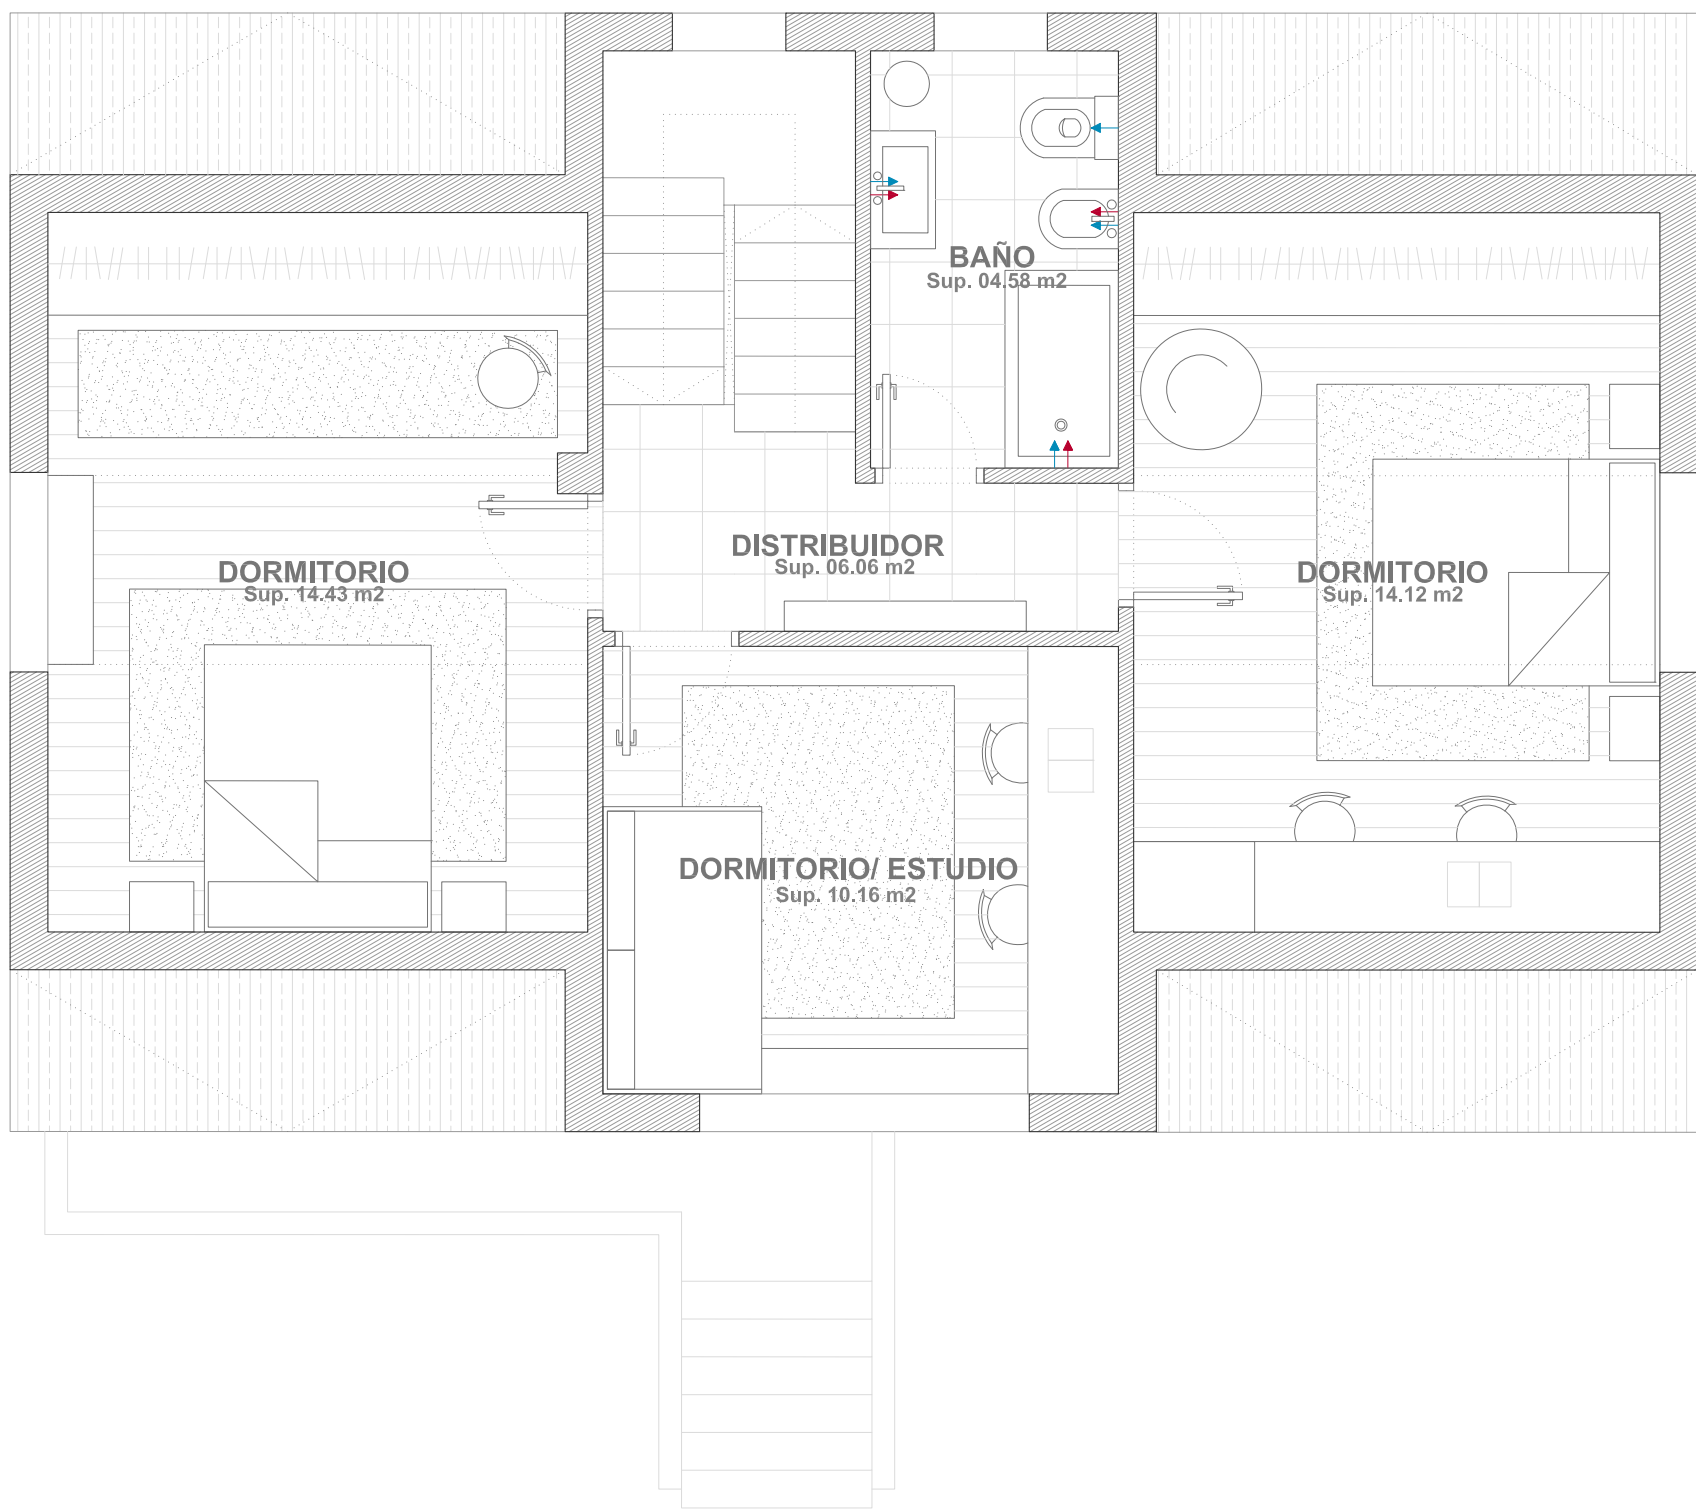 BAÑO
Sup. 04.58 m2
DISTRIBUIDOR
Sup. 06.06 m2
DORMITORIO
Sup. 14.43 m2
DORMITORIO
Sup. 14.12 m2
DORMITORIO/ ESTUDIO
Sup. 10.16 m2